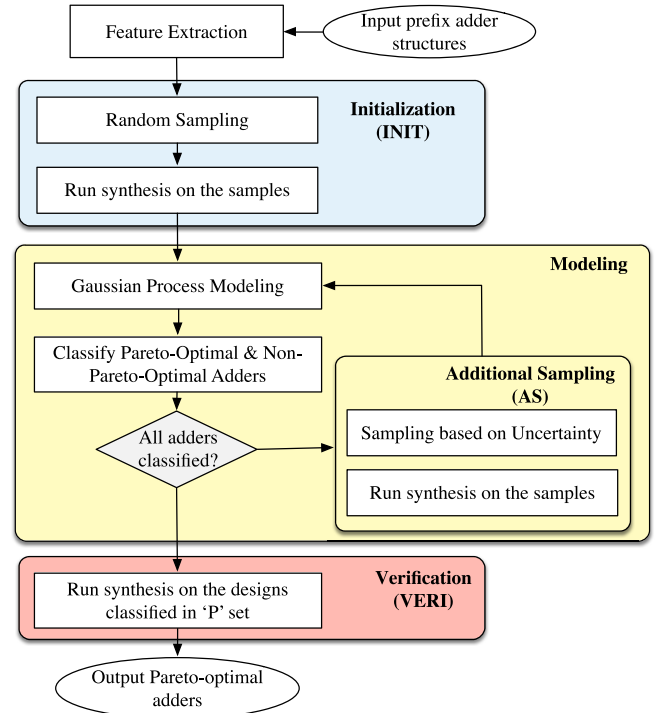 Feature Extraction
Input prefix adder
structures
Initialization
(INIT)
Random Sampling
Run synthesis on the samples
Modeling
Gaussian Process Modeling
Classify Pareto-Optimal & Non-
Pareto-Optimal Adders
Additional Sampling
(AS)
All adders
classified?
Sampling based on Uncertainty
Run synthesis on the samples
Verification
(VERI)
Run synthesis on the designs
classified in ‘P’ set
Output Pareto-optimal
adders